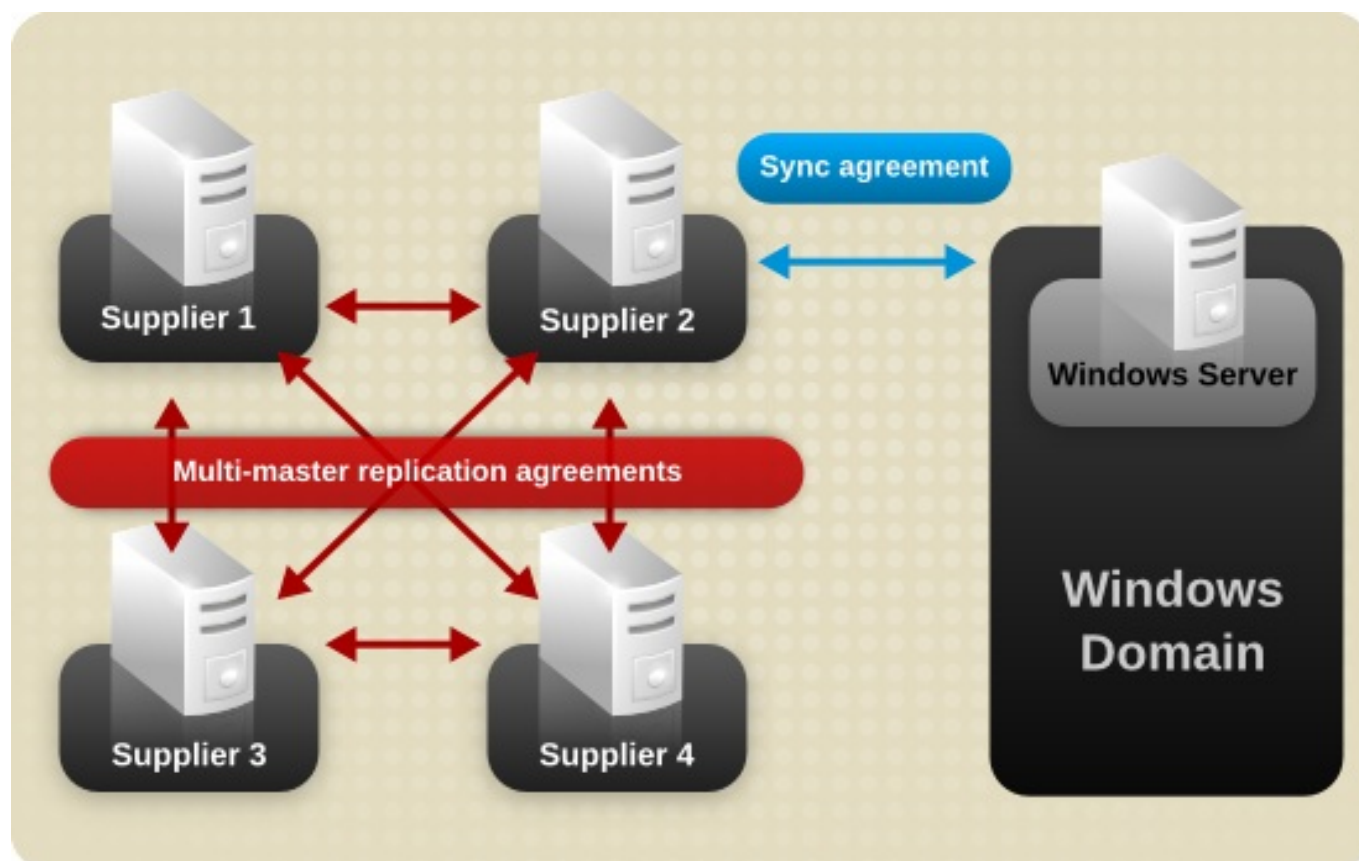 Sync agreement
Supplier 1
Supplier 2
Windows Server
Multi-master replication agreements
Windows
Domain
Supplier 3
Supplier 4